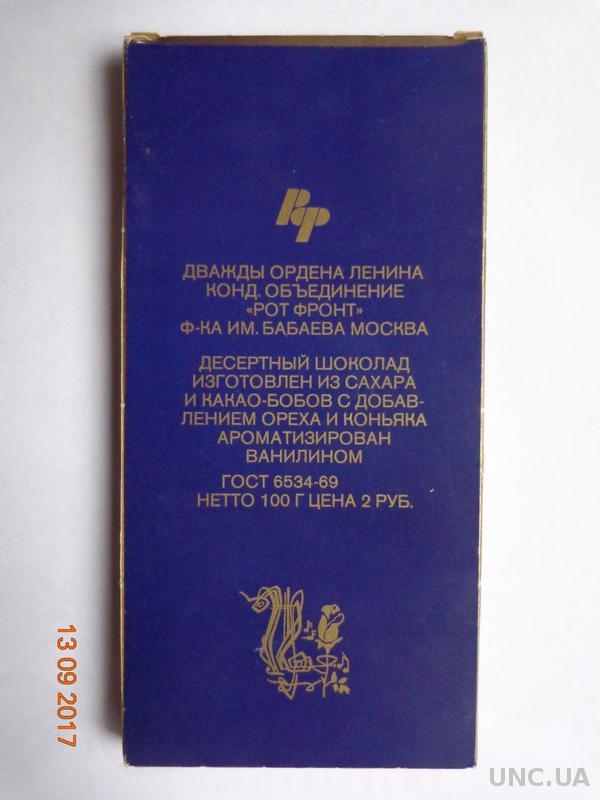 РФ
ДВАЖДЫ ОРДЕНА ЛЕНИНА
КОНД. ОБЪЕДИНЕНИЕ
«РОТ ФРОНТ»
Ф-КА ИМ. БАБАЕВА МОСКВА
ДЕСЕРТНЫЙ ШОКОЛАД
ИЗГОТОВЛЕН ИЗ САХАРА
И КАКАО-БОБОВ С ДОБАВ-
ЛЕНИЕМ ОРЕХА И КОНЬЯКА
АРОМАТИЗИРОВАН
ВАНИЛИНОМ
ГОСТ 6534-69
НЕТТО 100 Г ЦЕНА 2 РУБ.
13 09 2017
UNC.UA